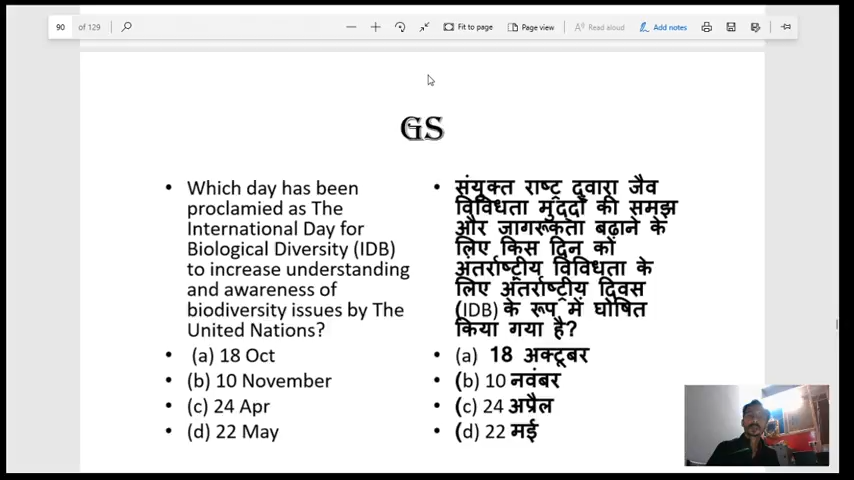 90 of 129 Fit to page Page view Read aloud Add notes
GS
• Which day has been
proclamied as The
International Day for
Biological Diversity (IDB)
to increase understanding
and awareness of
biodiversity issues by The
United Nations?
• (a) 18 Oct
• (b) 10 November
• (c) 24 Apr
• (d) 22 May
• संयुक्त राष्ट्र द्वारा जैव
विविधता मुद्दों की समझ
और जागरूकता बढ़ाने के
लिए किस दिन को
अंतर्राष्ट्रीय विविधता के
लिए अंतर्राष्ट्रीय दिवस
(IDB) के रूप में घोषित
किया गया है?
• (a) 18 अक्टूबर
• (b) 10 नवंबर
• (c) 24 अप्रैल
• (d) 22 मई